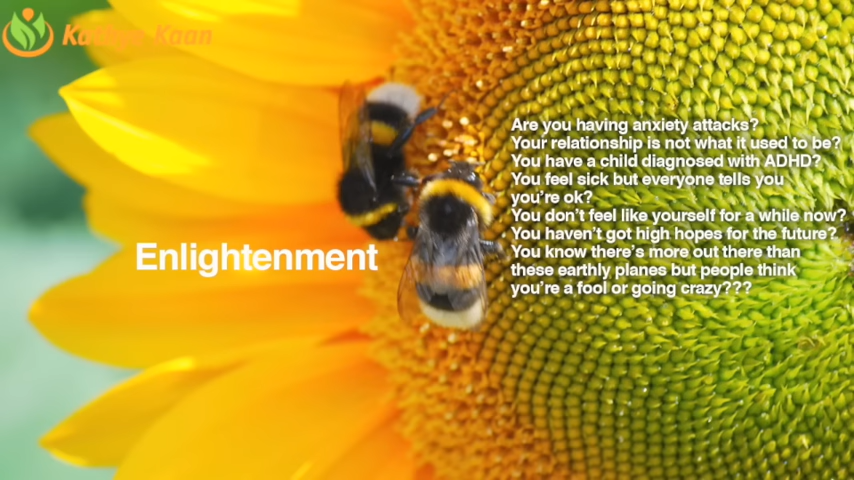 Kaan
Enlightenment
Are you having anxiety attacks?
Your relationship is not what it used to be?
You have a child diagnosed with ADHD?
You feel sick but everyone tells you
you're ok?
You don't feel like yourself for a while now?
You haven't got high hopes for the future?
You know there's more out there than
these earthly planes but people think
you're a fool or going crazy???